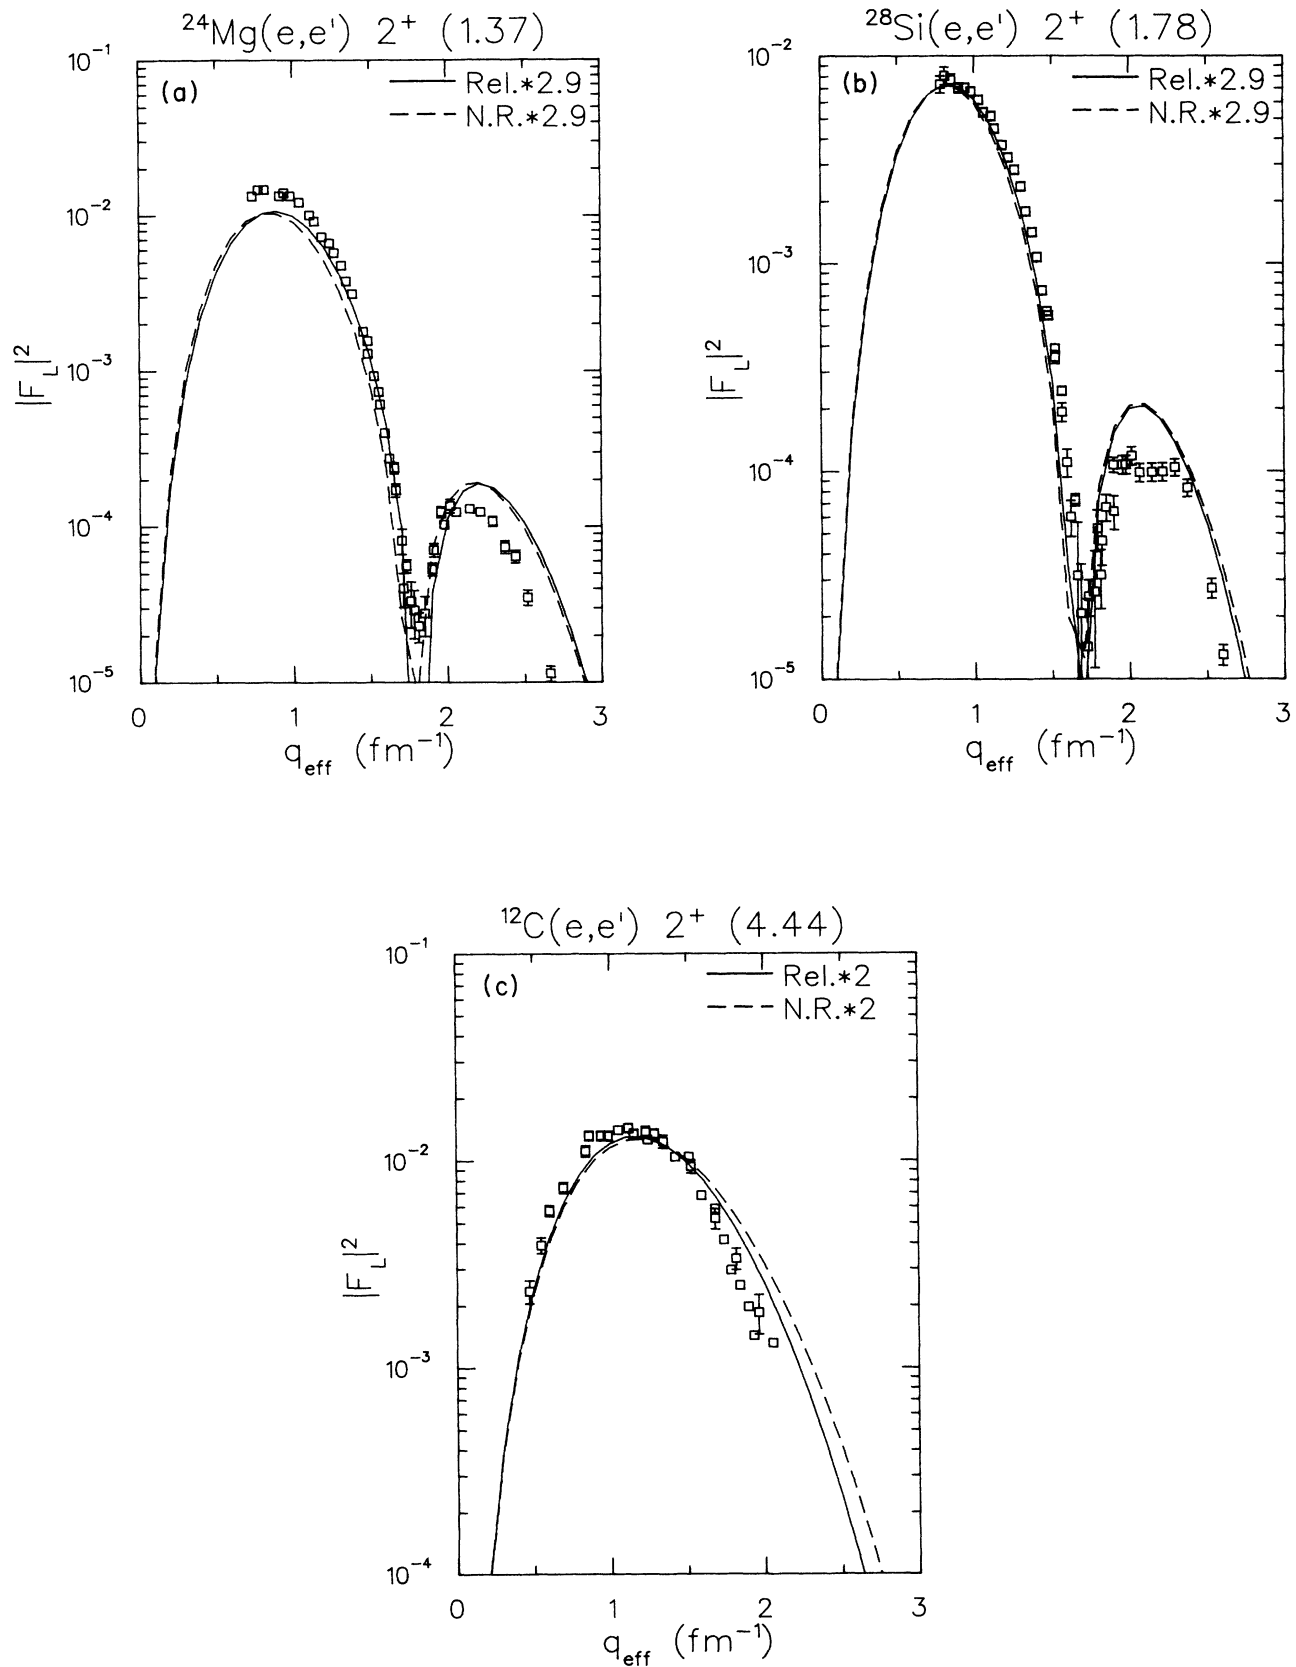 ²⁴Mg(e,e') 2⁺ (1.37)
(a)
Rel.*2.9
N.R.*2.9
10⁻¹
10⁻²
10⁻³
10⁻⁴
10⁻⁵
|F_L|²
0 1 2 3
q_eff (fm⁻¹)
²⁸Si(e,e') 2⁺ (1.78)
(b)
Rel.*2.9
N.R.*2.9
10⁻²
10⁻³
10⁻⁴
10⁻⁵
|F_L|²
0 1 2 3
q_eff (fm⁻¹)
¹²C(e,e') 2⁺ (4.44)
(c)
Rel.*2
N.R.*2
10⁻¹
10⁻²
10⁻³
10⁻⁴
|F_L|²
0 1 2 3
q_eff (fm⁻¹)